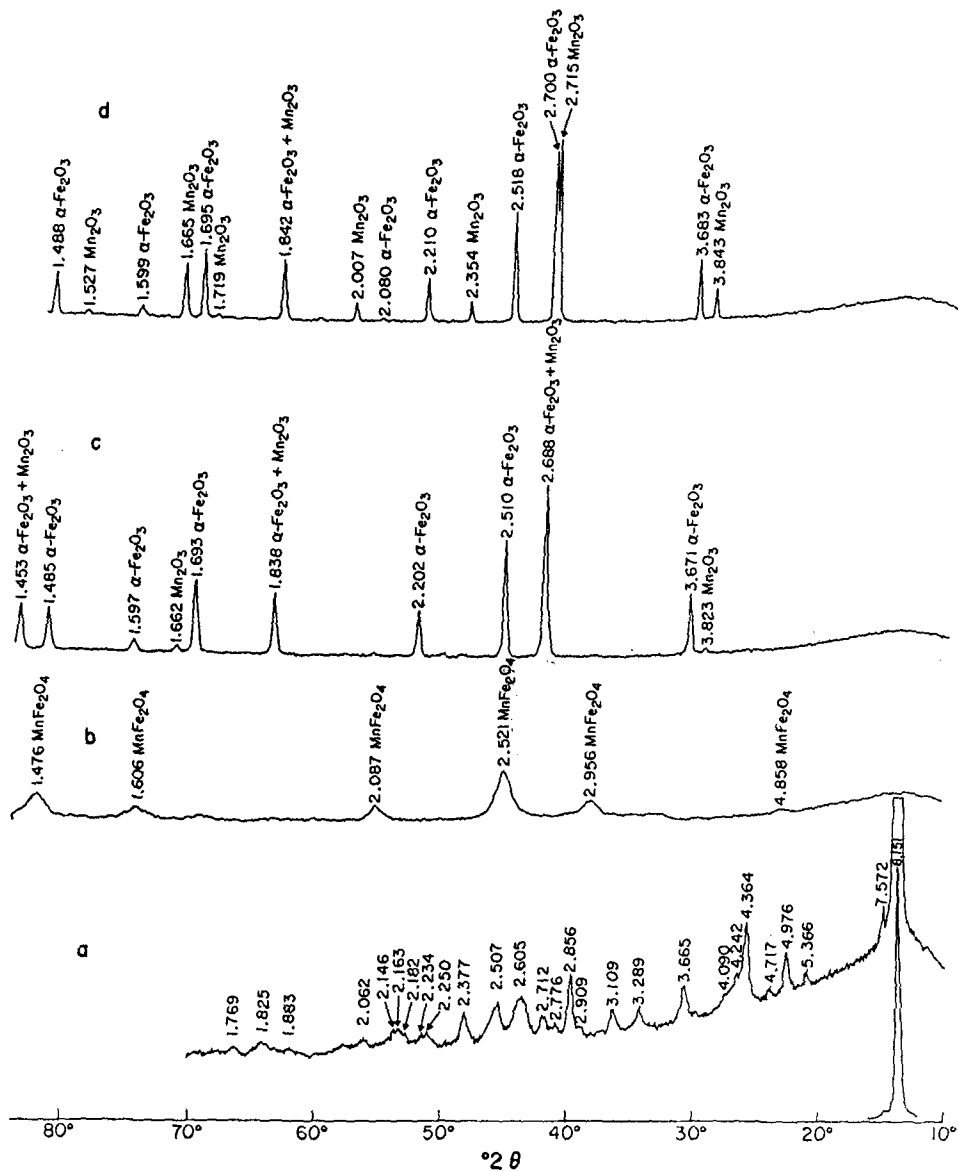 d
1.488 α-Fe₂O₃
1.527 Mn₂O₃
1.599 α-Fe₂O₃
1.665 Mn₂O₃
1.695 α-Fe₂O₃
1.719 Mn₂O₃
1.842 α-Fe₂O₃ + Mn₂O₃
2.007 Mn₂O₃
2.080 α-Fe₂O₃
2.210 α-Fe₂O₃
2.354 Mn₂O₃
2.518 α-Fe₂O₃
2.700 α-Fe₂O₃
2.715 Mn₂O₃
3.683 α-Fe₂O₃
3.843 Mn₂O₃
c
1.453 α-Fe₂O₃ + Mn₂O₃
1.485 α-Fe₂O₃
1.597 α-Fe₂O₃
1.662 Mn₂O₃
1.693 α-Fe₂O₃
1.838 α-Fe₂O₃ + Mn₂O₃
2.202 α-Fe₂O₃
2.510 α-Fe₂O₃
2.688 α-Fe₂O₃ + Mn₂O₃
3.671 α-Fe₂O₃
3.823 Mn₂O₃
b
1.476 MnFe₂O₄
1.606 MnFe₂O₄
2.087 MnFe₂O₄
2.521 MnFe₂O₄
2.956 MnFe₂O₄
4.858 MnFe₂O₄
a
1.769
1.825
1.883
2.062
2.146
2.163
2.182
2.234
2.250
2.377
2.507
2.605
2.712
2.776
2.856
2.909
3.109
3.289
3.665
4.090
4.242
4.364
4.717
4.976
5.366
7.572
80°
70°
60°
50°
40°
30°
20°
10°
°2 θ